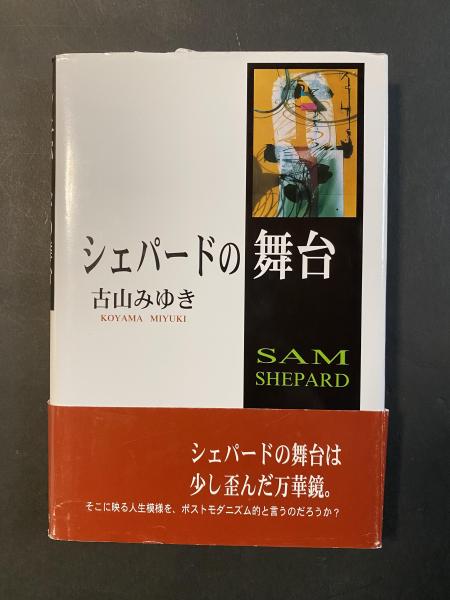 シェパードの舞台
古山みゆき
KOYAMA MIYUKI
SAM
SHEPARD
シェパードの舞台は
少し歪んだ万華鏡。
そこに映る人生模様を、ポストモダニズム的と言うのだろうか?